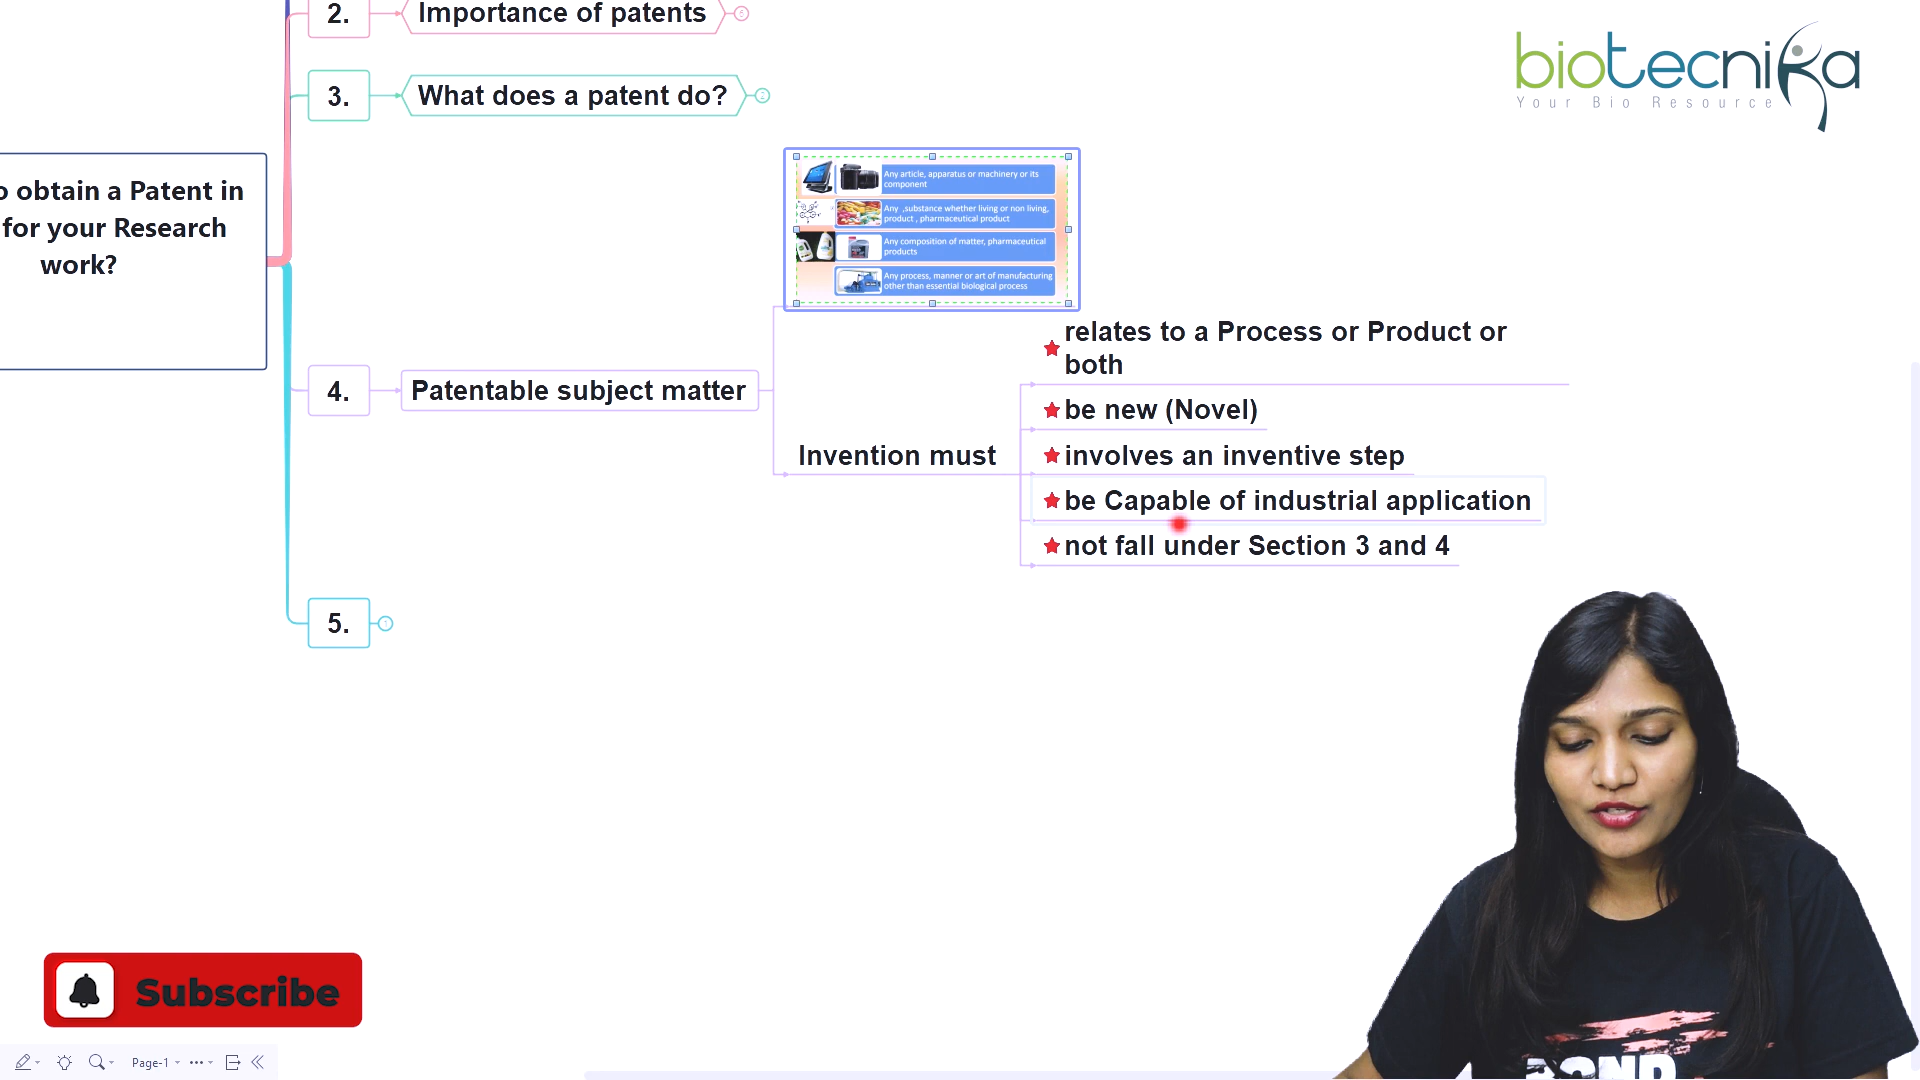 2.
Importance of patents
3.
What does a patent do?
biotecnika
Your Bio Resource
o obtain a Patent in
for your Research
work?
Any article, apparatus or machinery or its
component
Any ,substance whether living or non living,
product , pharmaceutical product
Any composition of matter, pharmaceutical
products
Any process, manner or art of manufacturing
other than essential biological process
4.
Patentable subject matter
Invention must
relates to a Process or Product or
both
be new (Novel)
involves an inventive step
be Capable of industrial application
not fall under Section 3 and 4
5.
Subscribe
Page-1